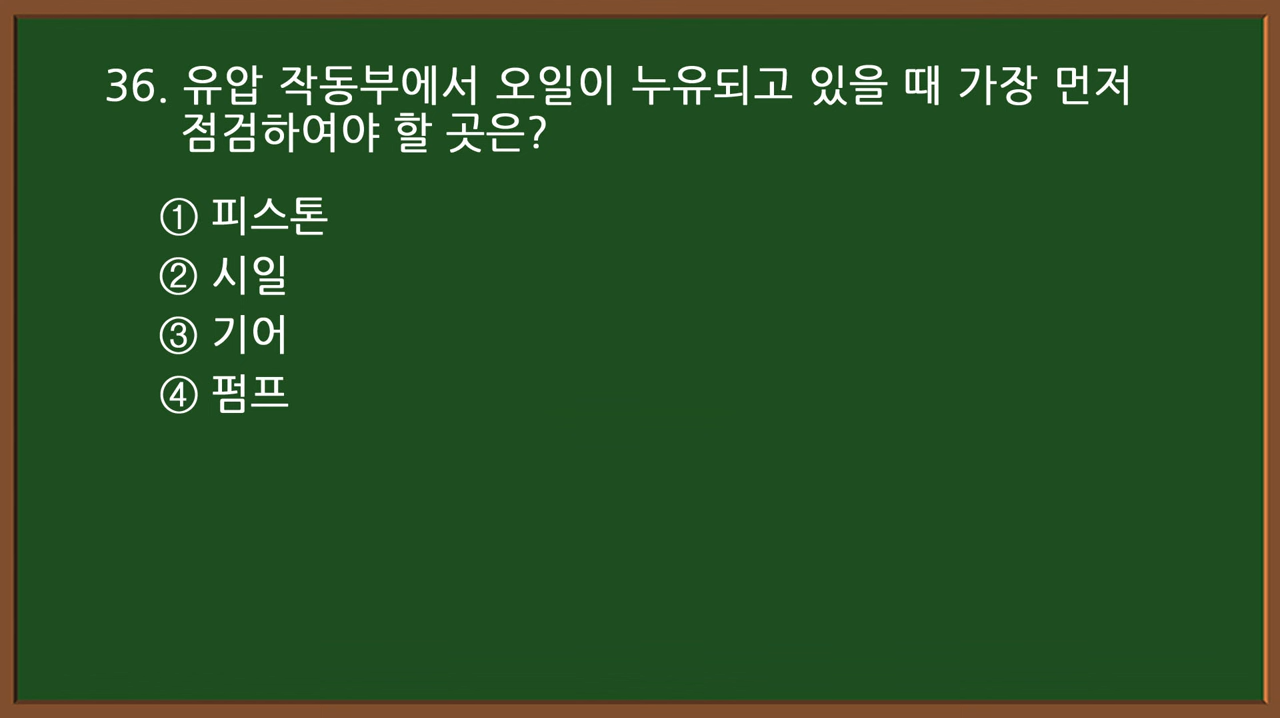 36. 유압 작동부에서 오일이 누유되고 있을 때 가장 먼저
점검하여야 할 곳은?
① 피스톤
② 시일
③ 기어
④ 펌프